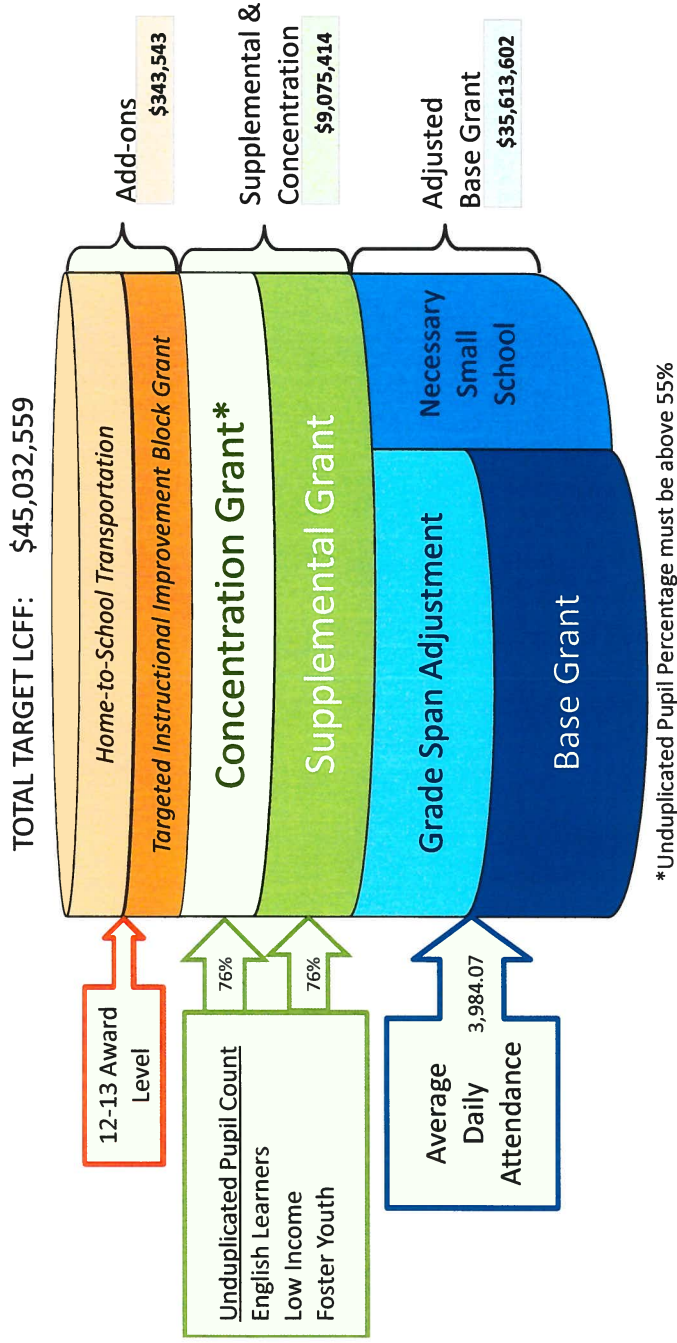 TOTAL TARGET LCFF: $45,032,559
12-13 Award
Level
Home-to-School Transportation
Targeted Instructional Improvement Block Grant
Add-ons
$343,543
Unduplicated Pupil Count
English Learners
Low Income
Foster Youth
76%
76%
Concentration Grant*
Supplemental Grant
Supplemental &
Concentration
$9,075,414
Average
Daily
Attendance
3,984.07
Grade Span Adjustment
Base Grant
Necessary
Small
School
Adjusted
Base Grant
$35,613,602
*Unduplicated Pupil Percentage must be above 55%